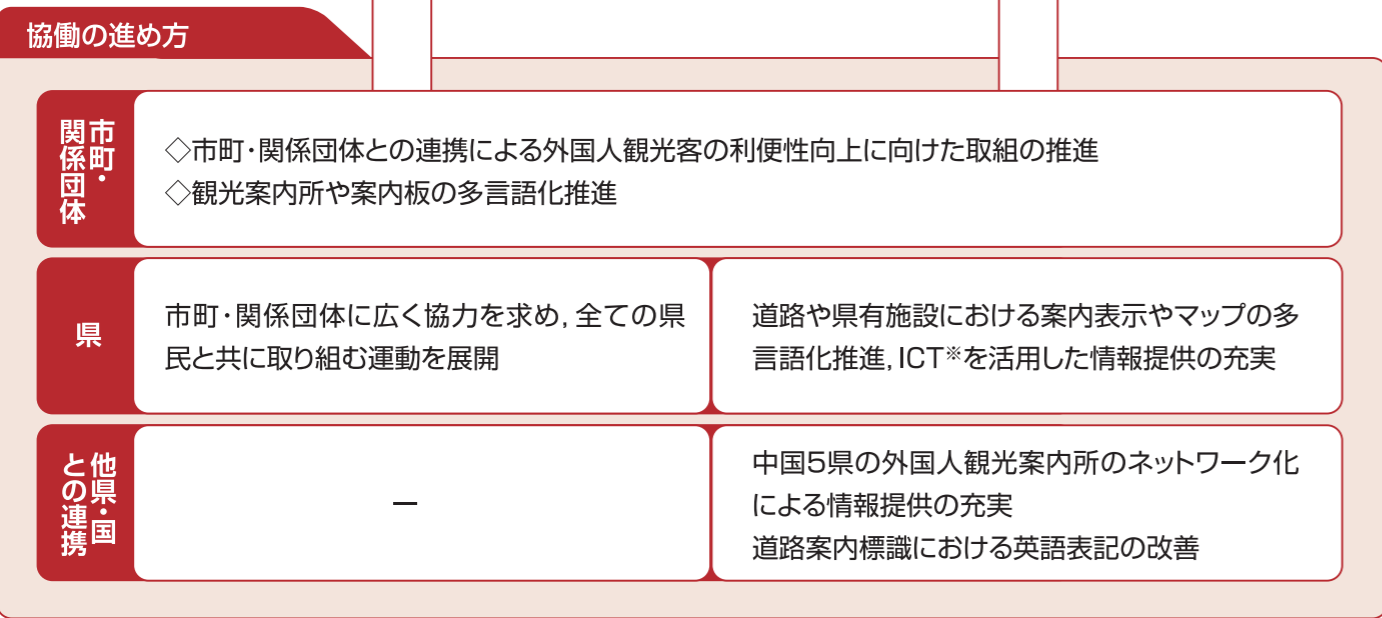 協働の進め方
市町・
関係団体
◇市町・関係団体との連携による外国人観光客の利便性向上に向けた取組の推進
◇観光案内所や案内板の多言語化推進
県
市町・関係団体に広く協力を求め,全ての県
民と共に取り組む運動を展開
道路や県有施設における案内表示やマップの多
言語化推進,ICT※を活用した情報提供の充実
他県・国
との連携
―
中国5県の外国人観光案内所のネットワーク化
による情報提供の充実
道路案内標識における英語表記の改善